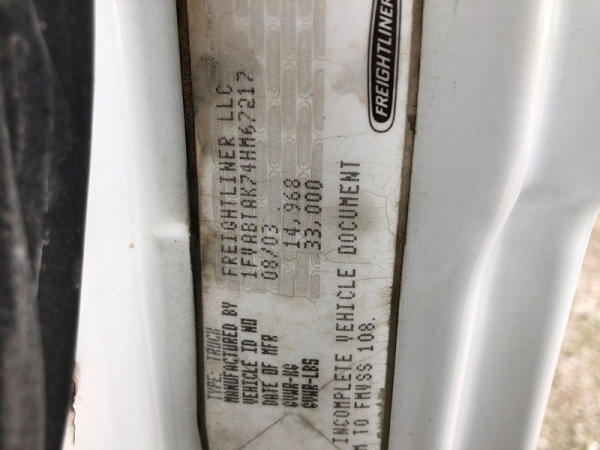 FREIGHTLINER
TYPE: TRUCK
MANUFACTURED BY FREIGHTLINER LLC
VEHICLE ID NO 1FVABTAK74HM67217
DATE OF MFR 08/03
GVWR-KG 14,968
GVWR-LBS 33,000
INCOMPLETE VEHICLE DOCUMENT
TO FMVSS 108.